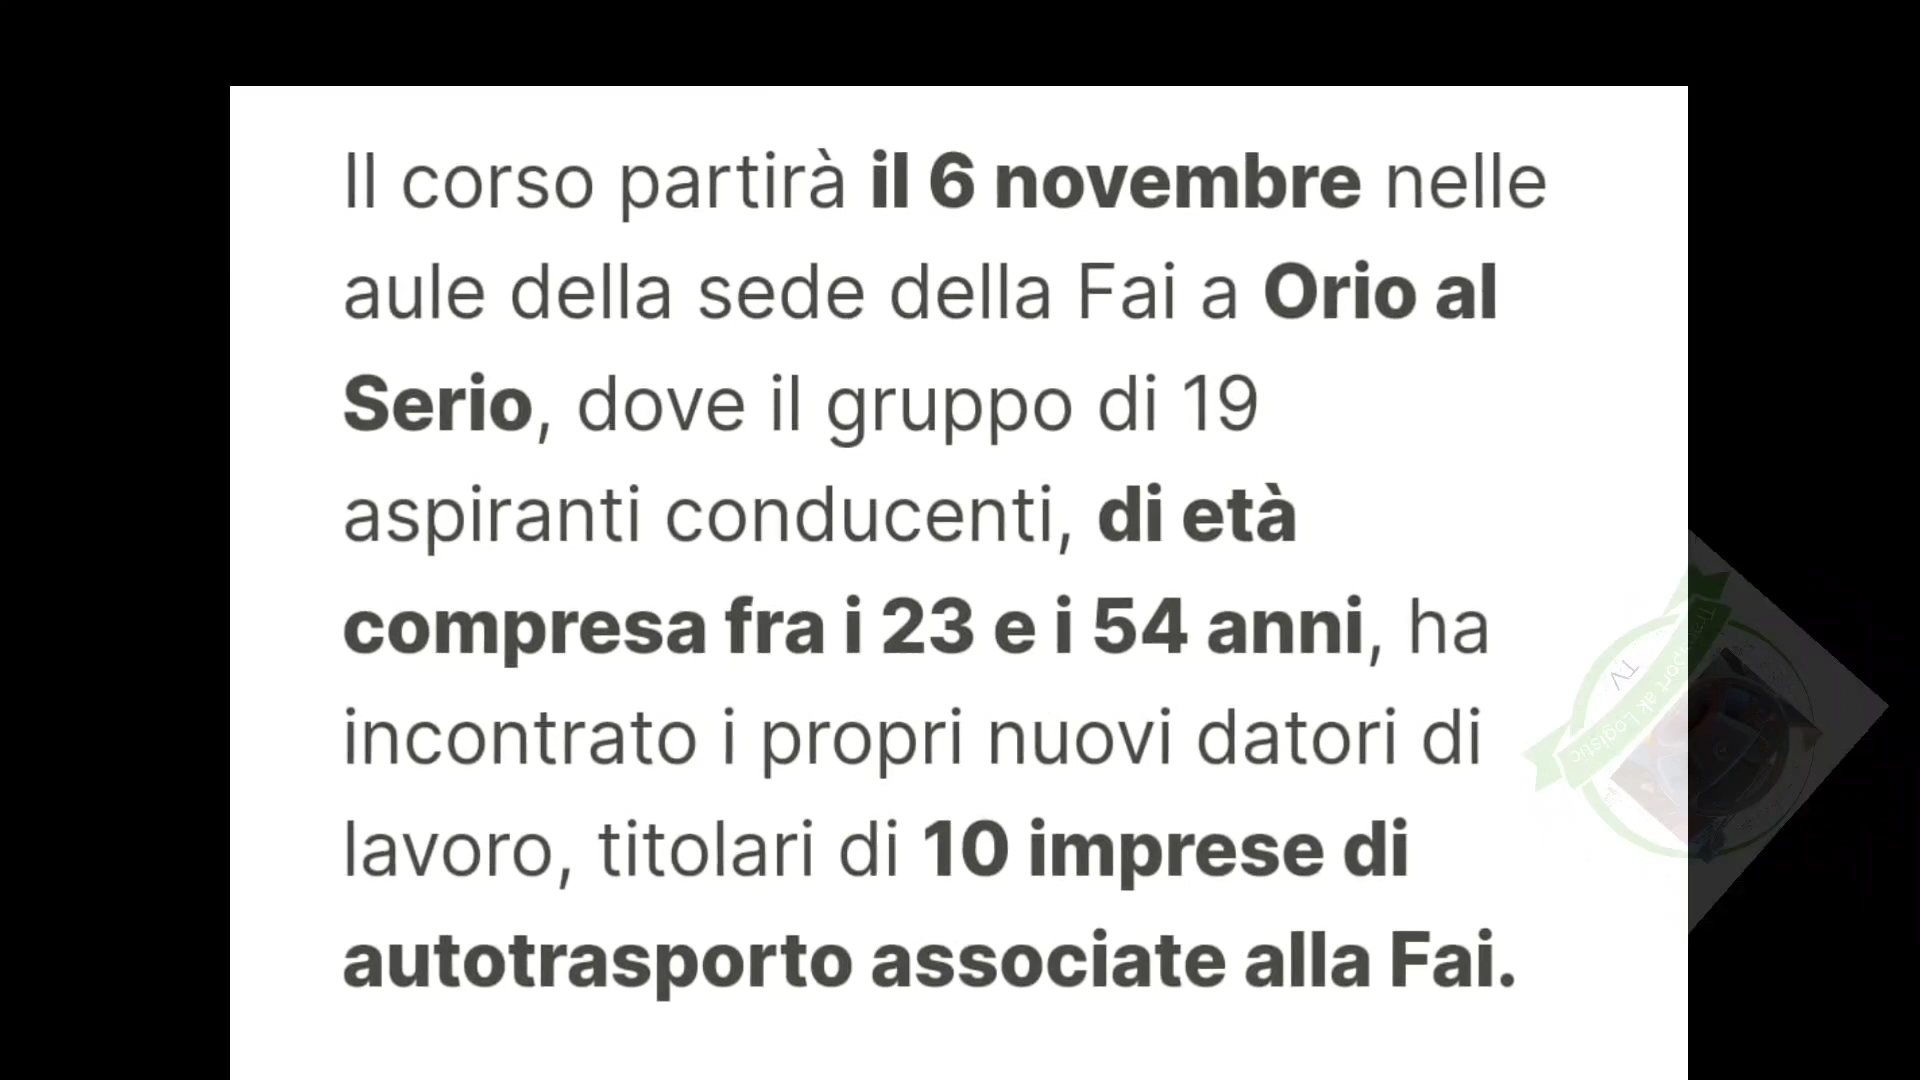 Il corso partirà il 6 novembre nelle
aule della sede della Fai a Orio al
Serio, dove il gruppo di 19
aspiranti conducenti, di età
compresa fra i 23 e i 54 anni, ha
incontrato i propri nuovi datori di
lavoro, titolari di 10 imprese di
autotrasporto associate alla Fai.
TV